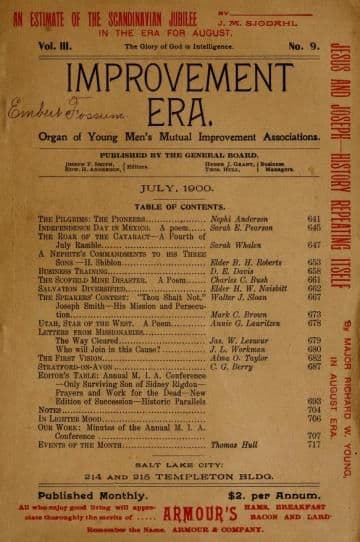 AN ESTIMATE OF THE SCANDINAVIAN JUBILEE
BY
J. M. SJODAHL
IN THE ERA FOR AUGUST.
Vol. III. The Glory of God is Intelligence. No. 9.
IMPROVEMENT
ERA.
Embert Fossum
Organ of Young Men's Mutual Improvement Associations.
PUBLISHED BY THE GENERAL BOARD.
JOSEPH F. SMITH, EDW. H. ANDERSON, } Editors. HEBER J. GRANT, THOS. HULL, } Business Managers.
JULY, 1900.
TABLE OF CONTENTS.
THE PILGRIMS: THE PIONEERS Nephi Anderson 641
INDEPENDENCE DAY IN MEXICO. A poem Sarah E. Pearson 645
THE ROAR OF THE CATARACT—A Fourth of
July Ramble Sarah Whalen 647
A NEPHITE'S COMMANDMENTS TO HIS THREE
SONS—II. Shiblon Elder B. H. Roberts 653
BUSINESS TRAINING D. E. Davis 658
THE SCOFIELD MINE DISASTER. A Poem Charles C. Bush 661
SALVATION DIVERSIFIED Elder H. W. Naisbitt 662
THE SPEAKERS' CONTEST: "Thou Shalt Not," Walter J. Sloan 667
Joseph Smith—His Mission and Persecu-
tion Mark C. Brown 673
UTAH, STAR OF THE WEST. A Poem Annie G. Lauritzen 678
LETTERS FROM MISSIONARIES:
The Way Cleared Jas. W. Lesueur 679
Who will Join in this Cause? J. L. Workman 680
THE FIRST VISION Alma O. Taylor 682
STRATFORD-ON-AVON C. G. Berry 687
EDITOR'S TABLE: Annual M. I. A. Conference
—Only Surviving Son of Sidney Rigdon—
Prayers and Work for the Dead—New
Edition of Succession—Historic Parallels 693
NOTES 704
IN LIGHTER MOOD 706
OUR WORK: Minutes of the Annual M. I. A.
Conference 707
EVENTS OF THE MONTH Thomas Hull 717
SALT LAKE CITY:
214 AND 215 TEMPLETON BLDG.
Published Monthly. $2. per Annum.
All who enjoy good living will appre-
ciate thoroughly the merits of ARMOUR'S HAMS, BREAKFAST
BACON AND LARD
Remember the Name. ARMOUR & COMPANY.
JESUS AND JOSEPH—HISTORY REPEATING ITSELF
BY MAJOR RICHARD W. YOUNG,
IN AUGUST ERA.